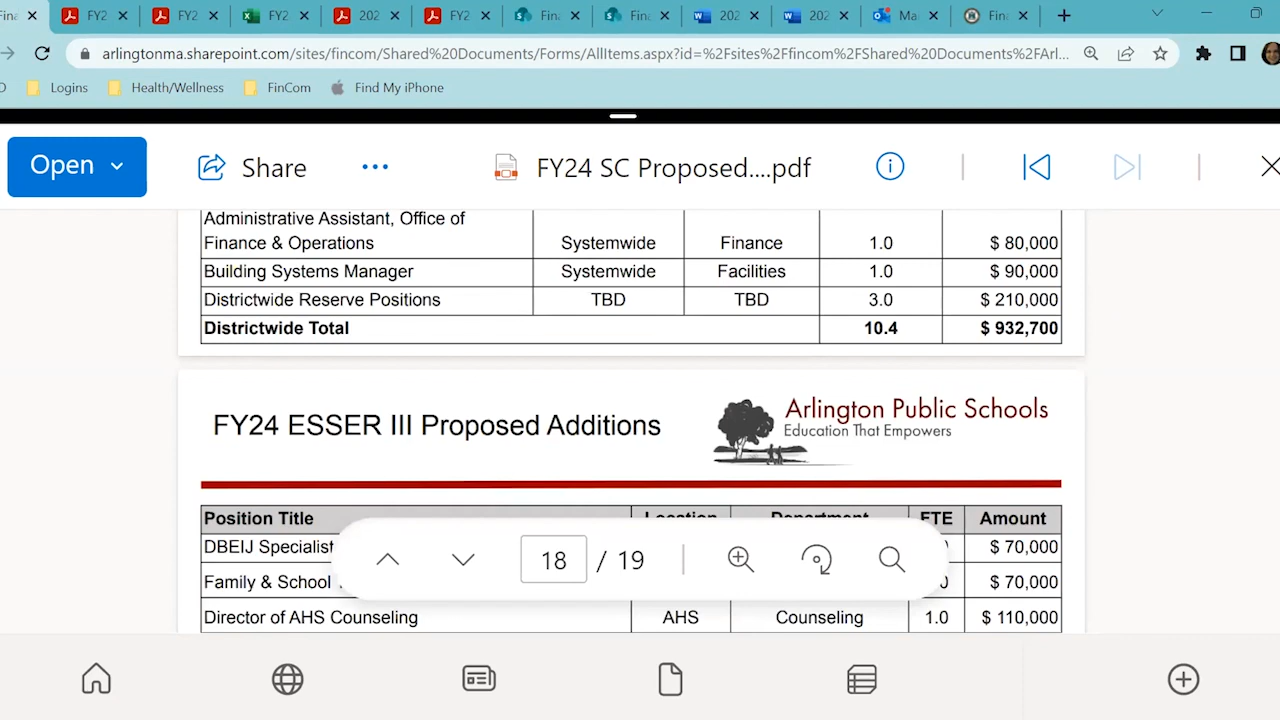 Fina
FY2
FY2
FY2
202
FY2
Fina
Fina
202
202
Ma
Fin
arlingtonma.sharepoint.com/sites/fincom/Shared%20Documents/Forms/AllItems.aspx?id=%2Fsites%2Ffincom%2FShared%20Documents%2FArl...
Logins
Health/Wellness
FinCom
Find My iPhone
Open
Share
FY24 SC Proposed....pdf
Administrative Assistant, Office of
Finance & Operations Systemwide Finance 1.0 $ 80,000
Building Systems Manager Systemwide Facilities 1.0 $ 90,000
Districtwide Reserve Positions TBD TBD 3.0 $ 210,000
Districtwide Total 10.4 $ 932,700
FY24 ESSER III Proposed Additions
Arlington Public Schools
Education That Empowers
Position Title Location Department FTE Amount
DBEIJ Specialist $ 70,000
Family & School $ 70,000
18 / 19
Director of AHS Counseling AHS Counseling 1.0 $ 110,000